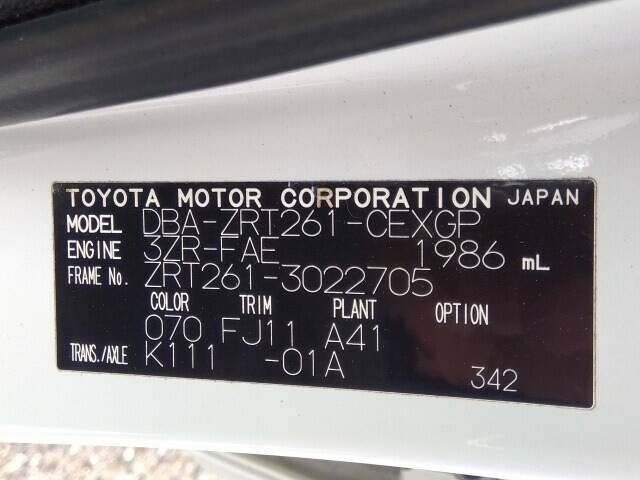 TOYOTA MOTOR CORPORATION JAPAN
MODEL DBA-ZRT261-CEXGP
ENGINE 3ZR-FAE 1986 mL
FRAME No. ZRT261-3022705
COLOR TRIM PLANT OPTION
070 FJ11 A41
TRANS./AXLE K111 -01A
342